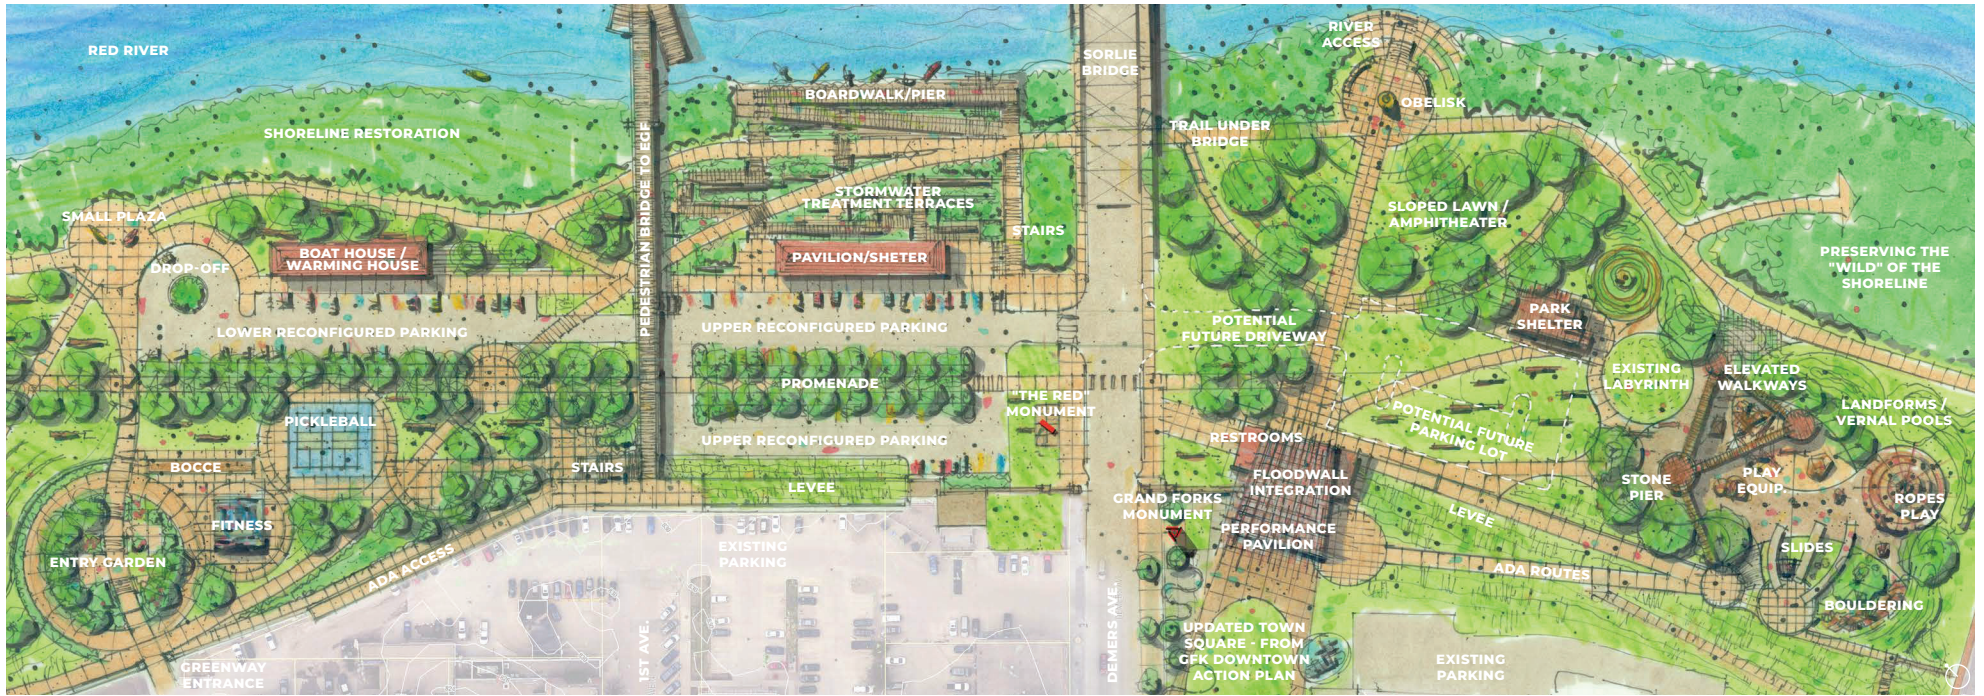 RED RIVER
SHORELINE RESTORATION
SMALL PLAZA
DROP-OFF
BOAT HOUSE /
WARMING HOUSE
LOWER RECONFIGURED PARKING
PICKLEBALL
BOCCE
FITNESS
ENTRY GARDEN
ADA ACCESS
GREENWAY
ENTRANCE
STAIRS
PEDESTRIAN BRIDGE TO EGF
1ST AVE.
BOARDWALK/PIER
STORMWATER
TREATMENT TERRACES
STAIRS
PAVILION/SHETER
UPPER RECONFIGURED PARKING
PROMENADE
UPPER RECONFIGURED PARKING
LEVEE
EXISTING
PARKING
"THE RED"
MONUMENT
SORLIE
BRIDGE
DEMERS AVE.
TRAIL UNDER
BRIDGE
RIVER
ACCESS
OBELISK
SLOPED LAWN /
AMPHITHEATER
PRESERVING THE
"WILD" OF THE
SHORELINE
POTENTIAL
FUTURE DRIVEWAY
PARK
SHELTER
EXISTING
LABYRINTH
ELEVATED
WALKWAYS
LANDFORMS /
VERNAL POOLS
POTENTIAL FUTURE
PARKING LOT
RESTROOMS
FLOODWALL
INTEGRATION
GRAND FORKS
MONUMENT
PERFORMANCE
PAVILION
LEVEE
STONE
PIER
PLAY
EQUIP.
ROPES
PLAY
SLIDES
ADA ROUTES
BOULDERING
UPDATED TOWN
SQUARE - FROM
GFK DOWNTOWN
ACTION PLAN
EXISTING
PARKING